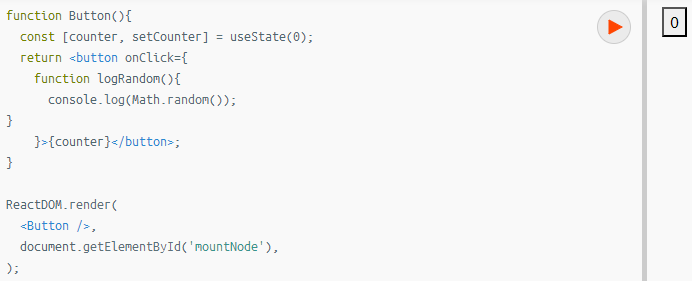 function Button(){
  const [counter, setCounter] = useState(0);
  return <button onClick={
    function logRandom(){
      console.log(Math.random());
}
    }>{counter}</button>;
}

ReactDOM.render(
  <Button />,
  document.getElementById('mountNode'),
);
0